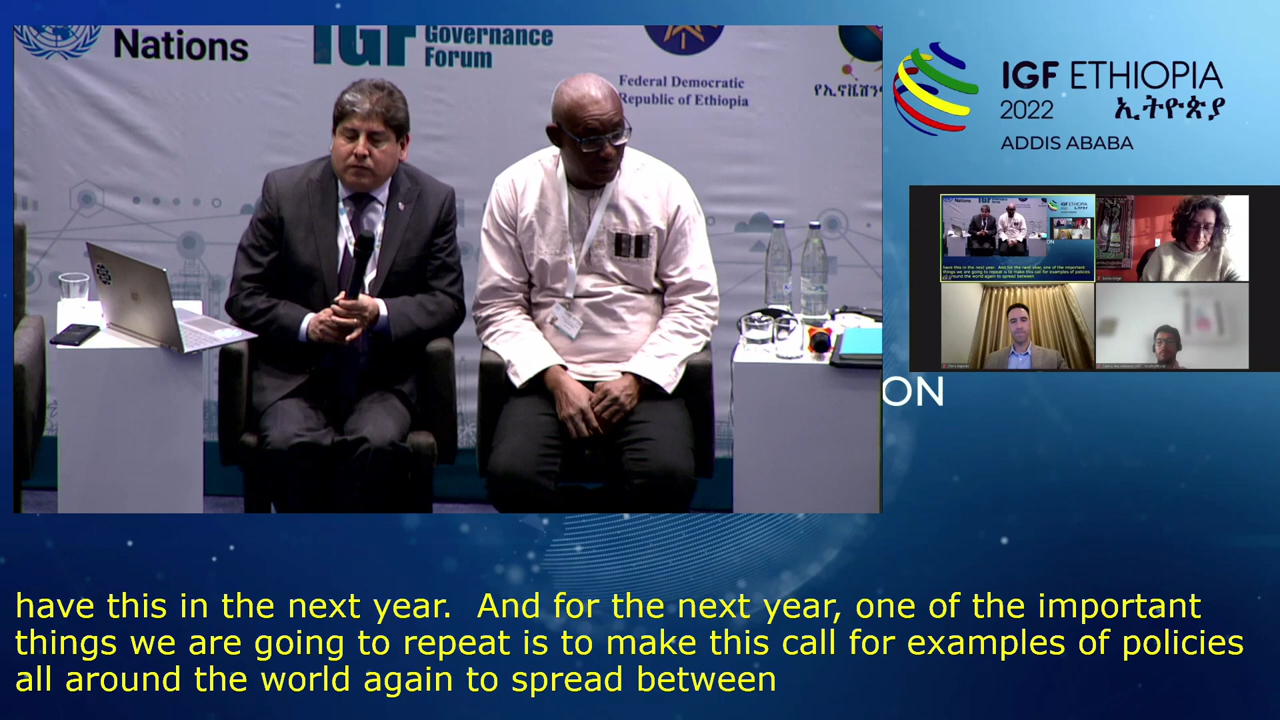 Nations
IGF
Governance
Forum
Federal Democratic
Republic of Ethiopia
IGF ETHIOPIA
2022 ኢትዮጵያ
ADDIS ABABA
ON
have this in the next year. And for the next year, one of the important
things we are going to repeat is to make this call for examples of policies
all around the world again to spread between